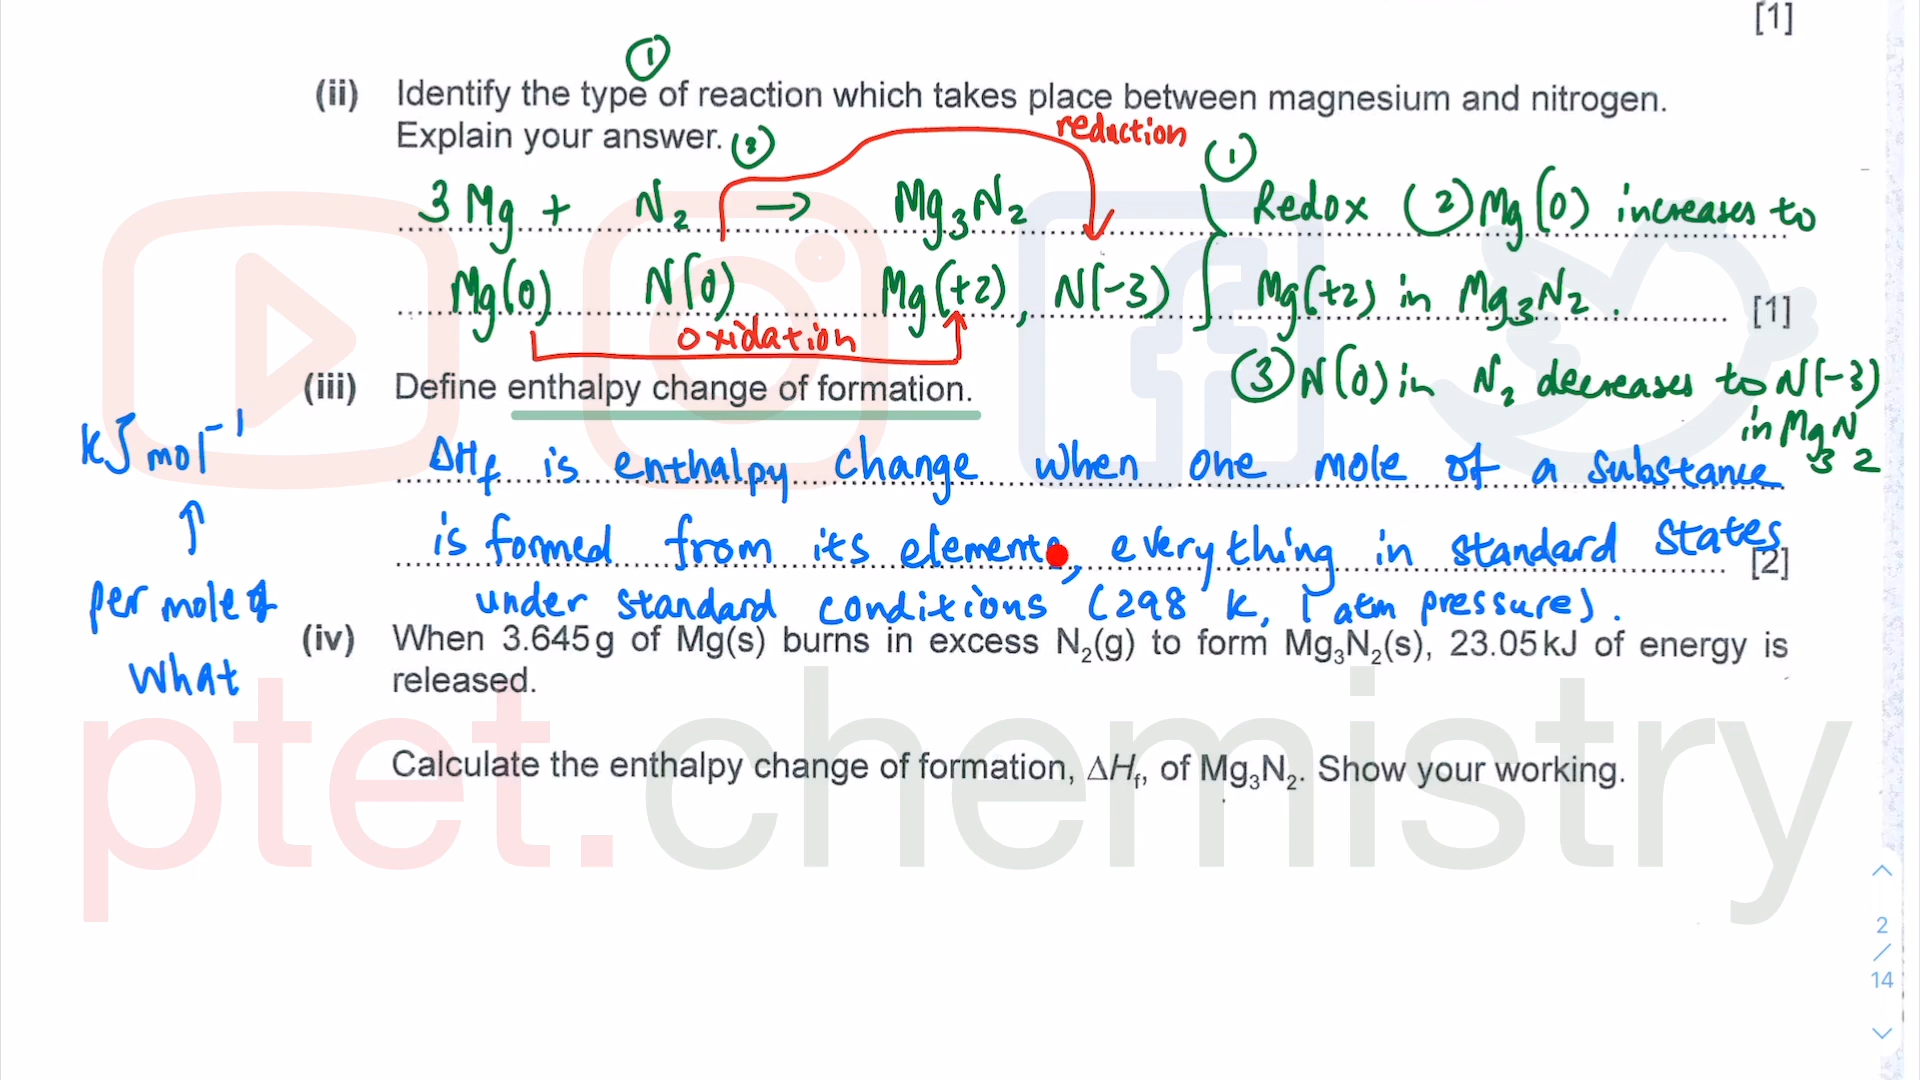 [1]
①
(ii) Identify the type of reaction which takes place between magnesium and nitrogen.
Explain your answer. ②
reduction
①
3Mg + N₂ → Mg₃N₂
Redox ② Mg(0) increases to
Mg(0) N(0) Mg(+2), N(-3)
Mg(+2) in Mg₃N₂.
[1]
oxidation
(iii) Define enthalpy change of formation.
③ N(0) in N₂ decreases to N(-3)
in Mg₃N₂
kJ mol⁻¹
↑
per mole of
what
ΔHf is enthalpy change when one mole of a substance
is formed from its elements, everything in standard states
[2]
under standard conditions (298 K, 1 atm pressure).
(iv) When 3.645 g of Mg(s) burns in excess N₂(g) to form Mg₃N₂(s), 23.05 kJ of energy is
released.
ptet.chemistry
Calculate the enthalpy change of formation, ΔHf, of Mg₃N₂. Show your working.
2
/
14